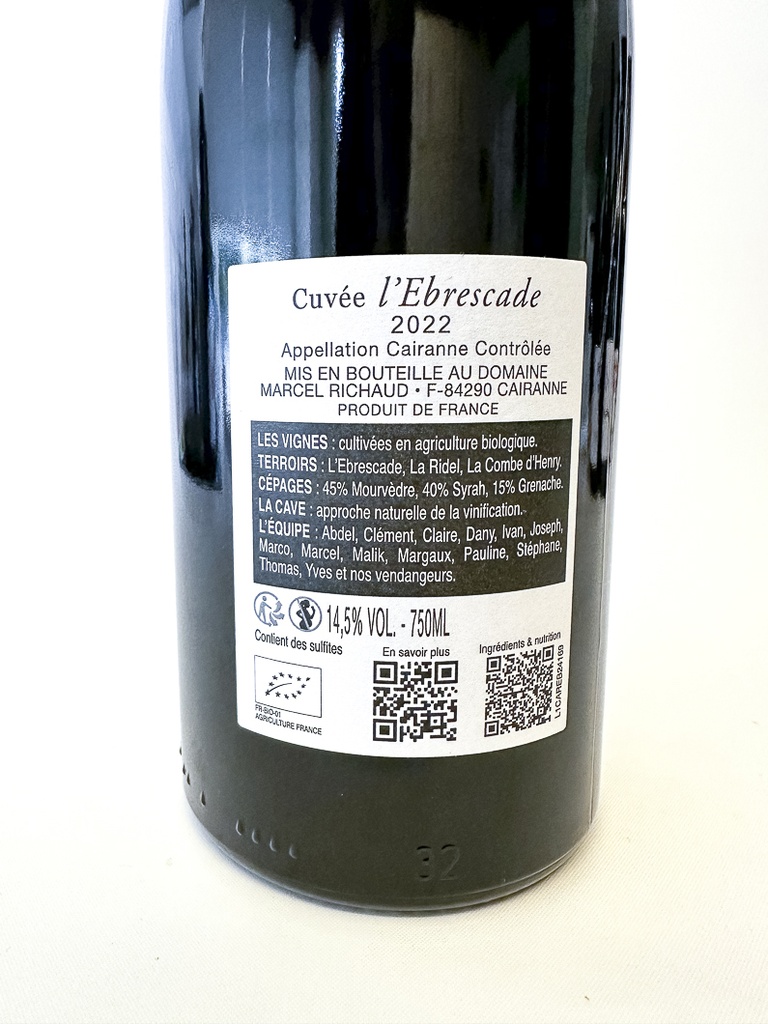 Cuvée l'Ebrescade
2022
Appellation Cairanne Contrôlée
MIS EN BOUTEILLE AU DOMAINE
MARCEL RICHAUD • F-84290 CAIRANNE
PRODUIT DE FRANCE
LES VIGNES : cultivées en agriculture biologique.
TERROIRS : L'Ebrescade, La Ridel, La Combe d'Henry.
CÉPAGES : 45% Mourvèdre, 40% Syrah, 15% Grenache.
LA CAVE : approche naturelle de la vinification.
L'ÉQUIPE : Abdel, Clément, Claire, Dany, Ivan, Joseph,
Marco, Marcel, Malik, Margaux, Pauline, Stéphane,
Thomas, Yves et nos vendangeurs.
14,5% VOL. - 750ML
Contient des sulfites
En savoir plus
Ingrédients & nutrition
FR-BIO-01
AGRICULTURE FRANCE
L1CAREB24169
32